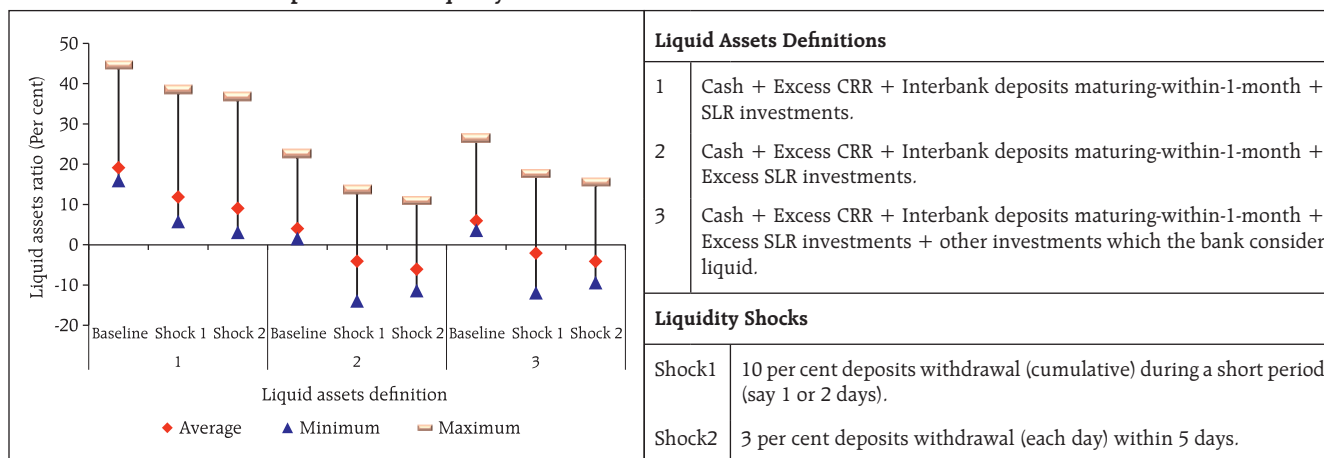 50
40
30
20
10
0
-10
-20
Liquid assets ratio (Per cent)
Baseline Shock 1 Shock 2 Baseline Shock 1 Shock 2 Baseline Shock 1 Shock 2
1 2 3
Liquid assets definition
Average Minimum Maximum
Liquid Assets Definitions
1 Cash + Excess CRR + Interbank deposits maturing-within-1-month +
SLR investments.
2 Cash + Excess CRR + Interbank deposits maturing-within-1-month +
Excess SLR investments.
3 Cash + Excess CRR + Interbank deposits maturing-within-1-month +
Excess SLR investments + other investments which the bank consider
liquid.
Liquidity Shocks
Shock1 10 per cent deposits withdrawal (cumulative) during a short period
(say 1 or 2 days).
Shock2 3 per cent deposits withdrawal (each day) within 5 days.